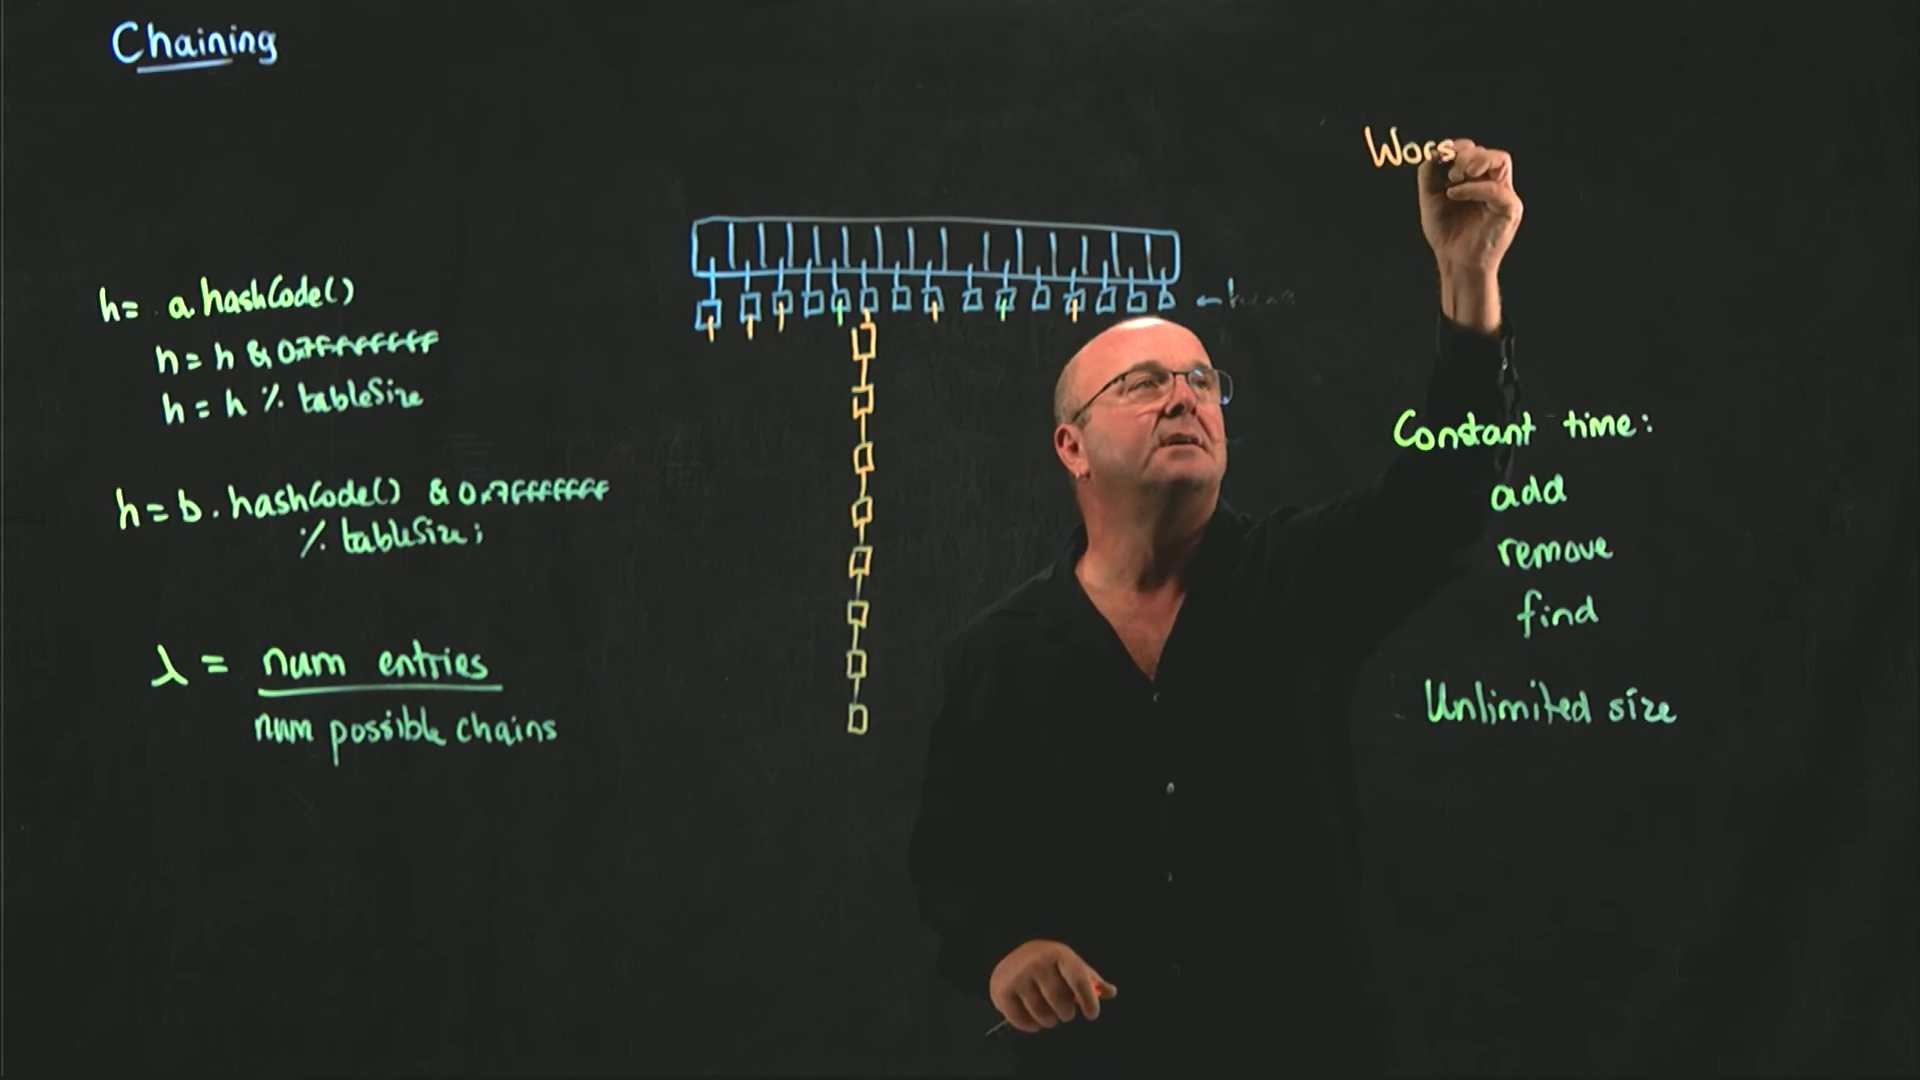 Chaining
Wors
← head
h = a.hashCode()
h = h & 0x7fffffff
h = h % tableSize
h = b.hashCode() & 0x7fffffff
% tableSize;
λ = num entries
num possible chains
Constant time:
add
remove
find
Unlimited size